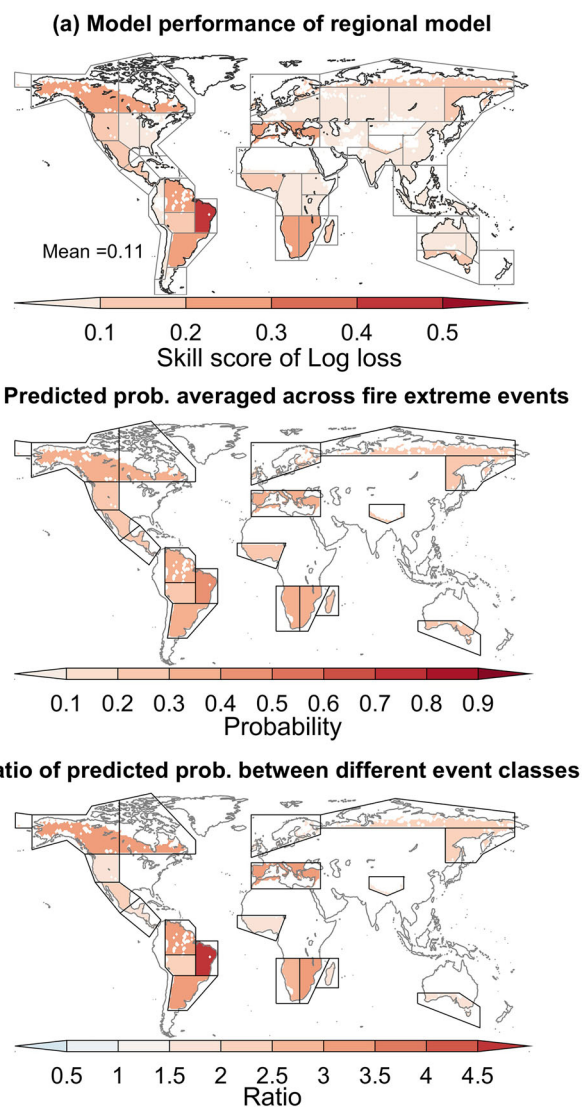 (a) Model performance of regional model
Mean =0.11
0.1 0.2 0.3 0.4 0.5
Skill score of Log loss
Predicted prob. averaged across fire extreme events
0.1 0.2 0.3 0.4 0.5 0.6 0.7 0.8 0.9
Probability
atio of predicted prob. between different event classes
0.5 1 1.5 2 2.5 3 3.5 4 4.5
Ratio